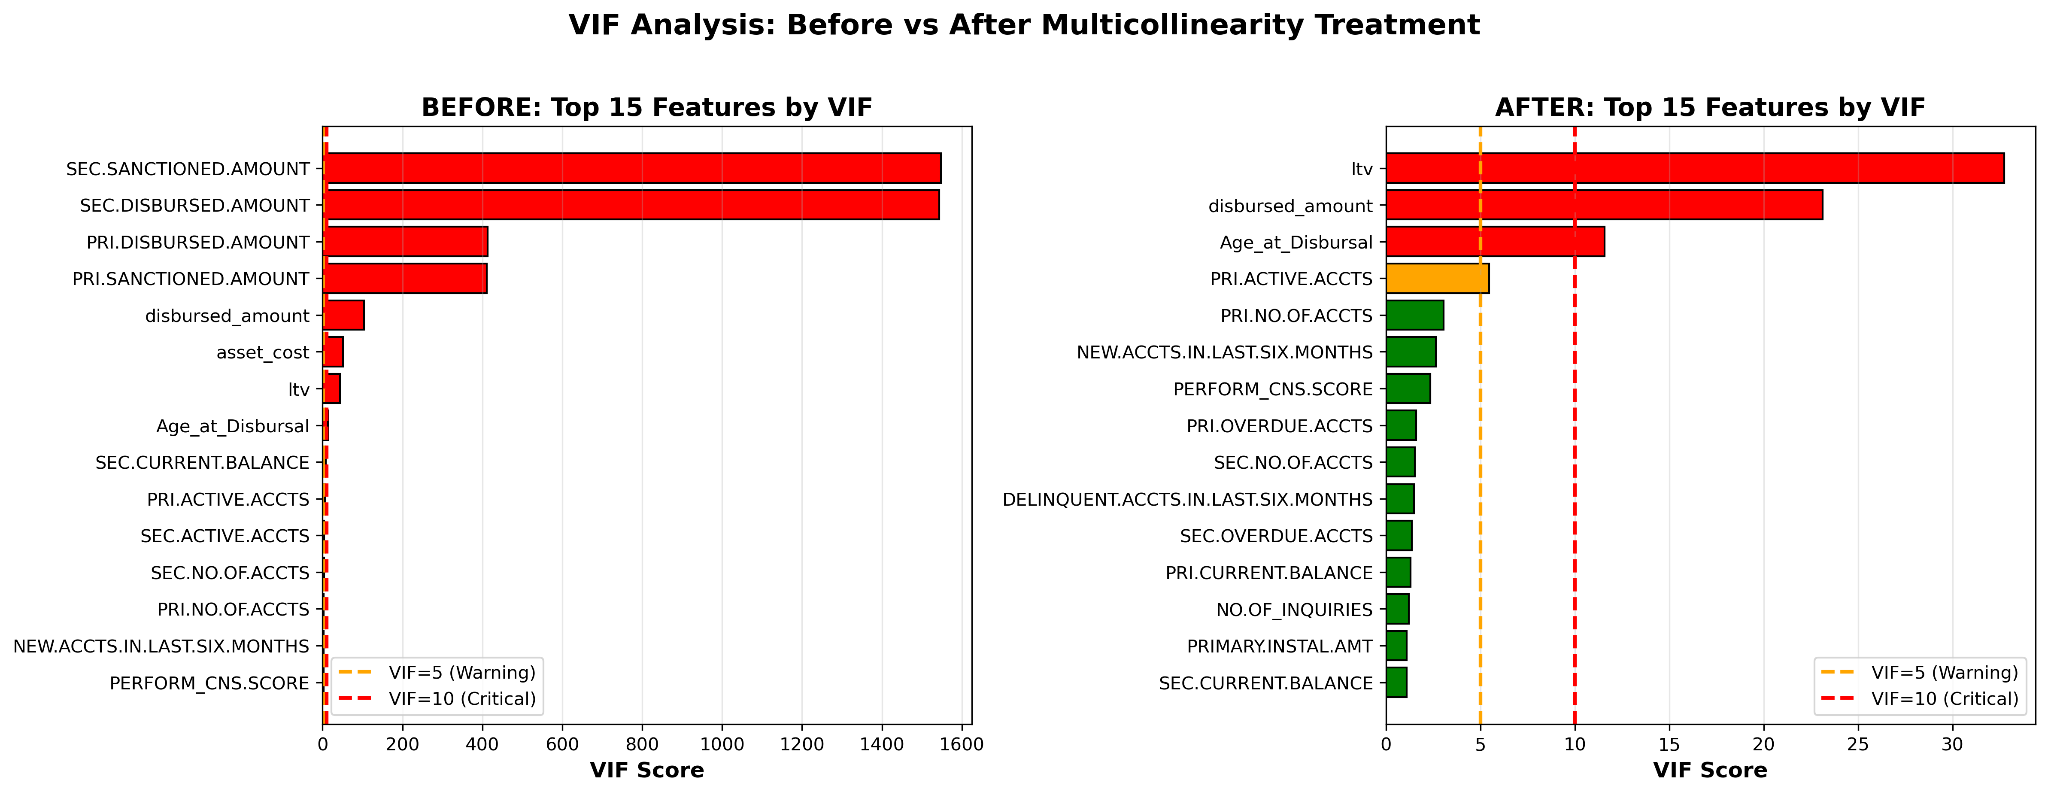 VIF Analysis: Before vs After Multicollinearity Treatment
BEFORE: Top 15 Features by VIF
SEC.SANCTIONED.AMOUNT
SEC.DISBURSED.AMOUNT
PRI.DISBURSED.AMOUNT
PRI.SANCTIONED.AMOUNT
disbursed_amount
asset_cost
ltv
Age_at_Disbursal
SEC.CURRENT.BALANCE
PRI.ACTIVE.ACCTS
SEC.ACTIVE.ACCTS
SEC.NO.OF.ACCTS
PRI.NO.OF.ACCTS
NEW.ACCTS.IN.LAST.SIX.MONTHS
PERFORM_CNS.SCORE
VIF=5 (Warning)
VIF=10 (Critical)
0 200 400 600 800 1000 1200 1400 1600
VIF Score
AFTER: Top 15 Features by VIF
ltv
disbursed_amount
Age_at_Disbursal
PRI.ACTIVE.ACCTS
PRI.NO.OF.ACCTS
NEW.ACCTS.IN.LAST.SIX.MONTHS
PERFORM_CNS.SCORE
PRI.OVERDUE.ACCTS
SEC.NO.OF.ACCTS
DELINQUENT.ACCTS.IN.LAST.SIX.MONTHS
SEC.OVERDUE.ACCTS
PRI.CURRENT.BALANCE
NO.OF_INQUIRIES
PRIMARY.INSTAL.AMT
SEC.CURRENT.BALANCE
VIF=5 (Warning)
VIF=10 (Critical)
0 5 10 15 20 25 30
VIF Score